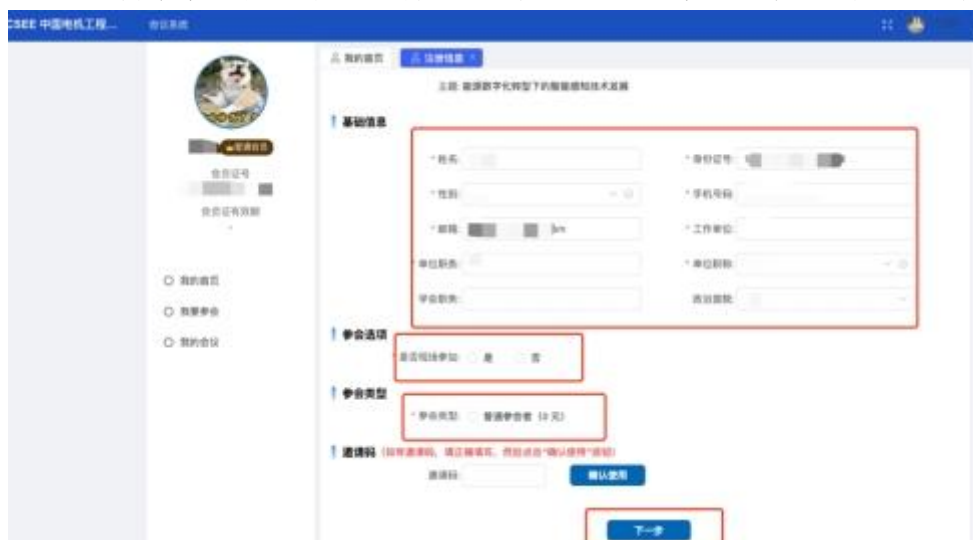 CSEE 中国电机工程... 会议系统
我的首页 注册信息 ×
主题: 能源数字化转型下的智能感知技术发展
基础信息
普通会员
会员证号
会员证有效期
-
* 姓名: * 身份证号:
* 性别: * 手机号码:
* 邮箱: * 工作单位:
* 单位职务: * 单位职称:
学会职务: 政治面貌:
我的首页
我要参会
我的会议
参会选项
* 是否现场参加: 是 否
参会类型
* 参会类型: 普通参会者 (0 元)
邀请码 (如有邀请码, 请正确填写, 然后点击"确认使用"按钮)
邀请码: 确认使用
下一步